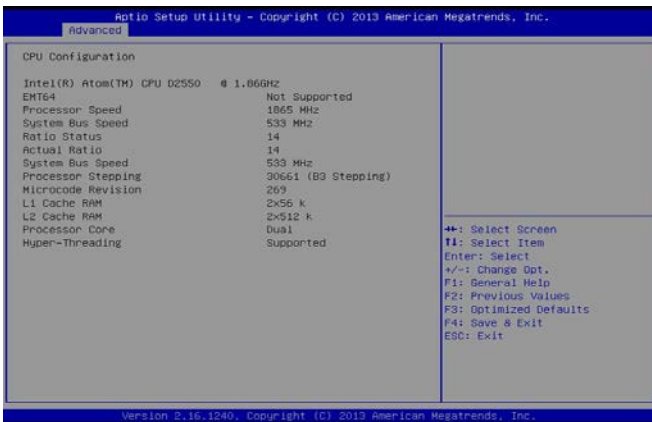 Aptio Setup Utility – Copyright (C) 2013 American Megatrends, Inc.
Advanced
CPU Configuration
Intel(R) Atom(TM) CPU D2550 @ 1.86GHz
EMT64 Not Supported
Processor Speed 1865 MHz
System Bus Speed 533 MHz
Ratio Status 14
Actual Ratio 14
System Bus Speed 533 MHz
Processor Stepping 30661 (B3 Stepping)
Microcode Revision 269
L1 Cache RAM 2x56 k
L2 Cache RAM 2x512 k
Processor Core Dual
Hyper-Threading Supported
→←: Select Screen
↑↓: Select Item
Enter: Select
+/-: Change Opt.
F1: General Help
F2: Previous Values
F3: Optimized Defaults
F4: Save & Exit
ESC: Exit
Version 2.16.1240. Copyright (C) 2013 American Megatrends, Inc.